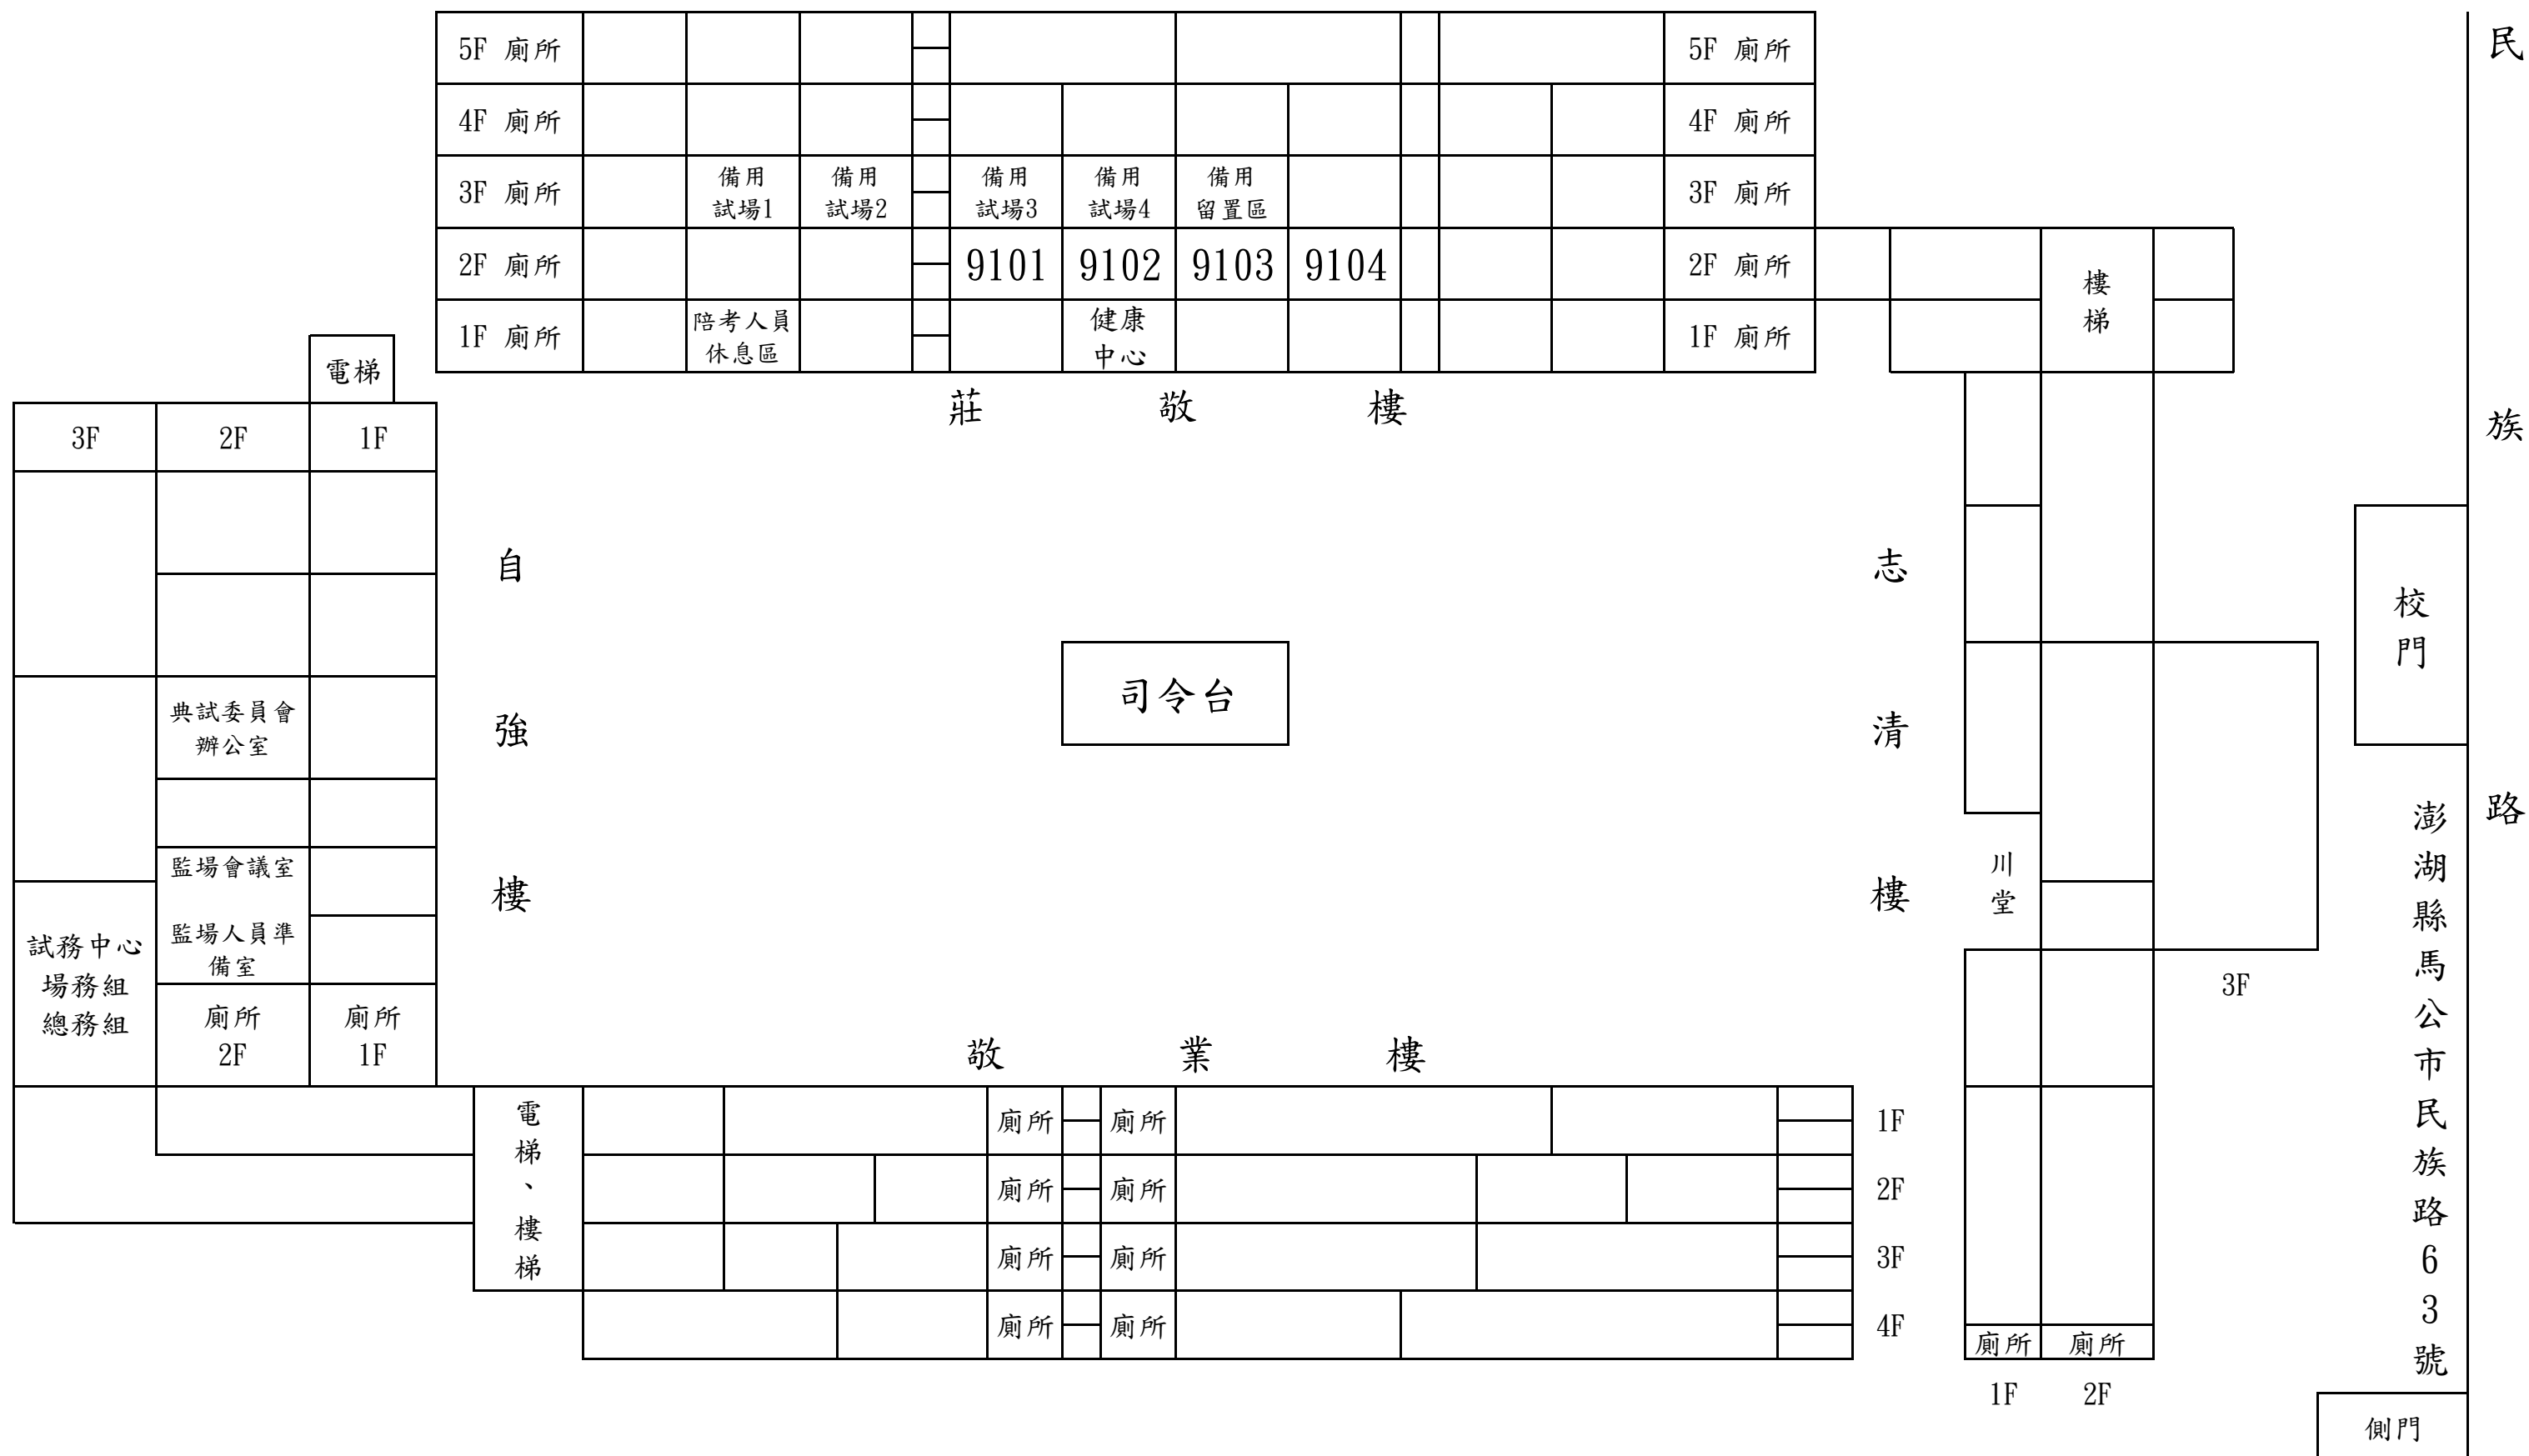 5F 廁所
5F 廁所
4F 廁所
4F 廁所
3F 廁所
備用
試場1
備用
試場2
備用
試場3
備用
試場4
備用
留置區
3F 廁所
2F 廁所
9101
9102
9103
9104
2F 廁所
1F 廁所
陪考人員
休息區
健康
中心
1F 廁所
樓
梯
電梯
莊 敬 樓
3F
2F
1F
典試委員會
辦公室
監場會議室
監場人員準
備室
試務中心
場務組
總務組
廁所
2F
廁所
1F
自
強
樓
司令台
志
清
樓
川
堂
3F
敬 業 樓
電
梯
、
樓
梯
廁所
廁所
1F
廁所
廁所
2F
廁所
廁所
3F
廁所
廁所
4F
廁所
廁所
1F
2F
校
門
民
族
路
澎
湖
縣
馬
公
市
民
族
路
6
3
號
側門